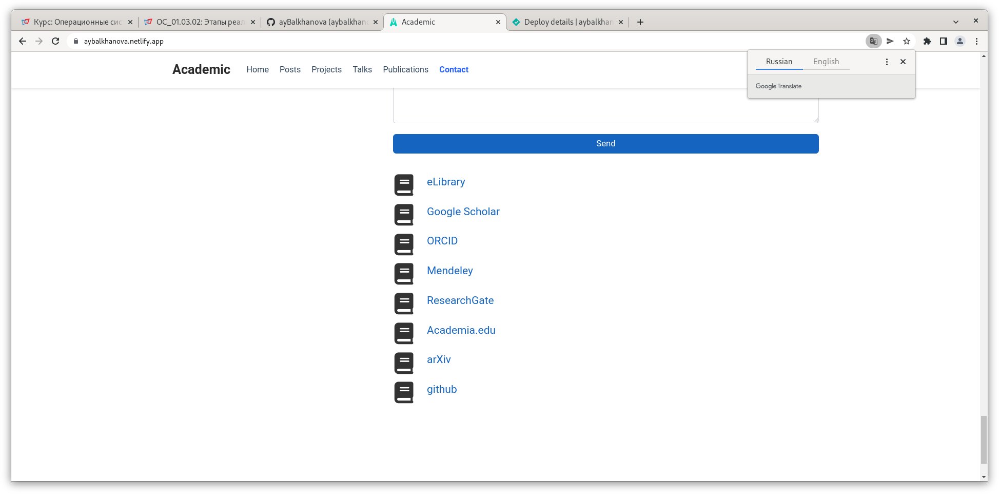 Курс: Операционные сис
ОС_01.03.02: Этапы реал
ayBalkhanova (aybalkhano
Academic
Deploy details | aybalkhan
aybalkhanova.netlify.app
Russian English
Google Translate
Academic Home Posts Projects Talks Publications Contact
Send
eLibrary
Google Scholar
ORCID
Mendeley
ResearchGate
Academia.edu
arXiv
github